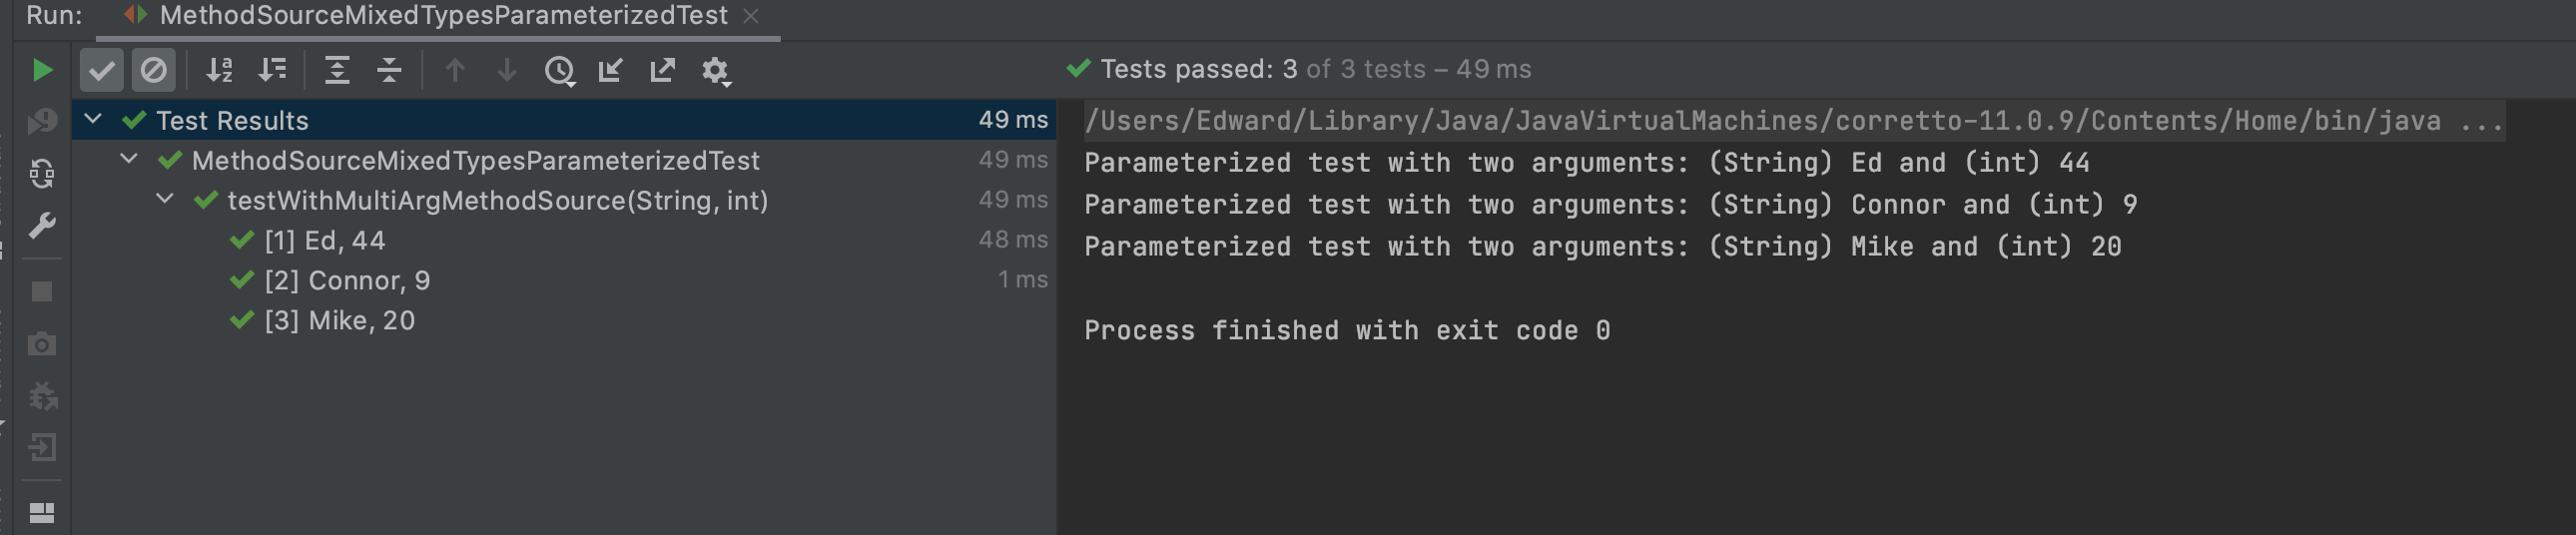 Run: MethodSourceMixedTypesParameterizedTest
Tests passed: 3 of 3 tests – 49 ms
Test Results 49 ms
MethodSourceMixedTypesParameterizedTest 49 ms
testWithMultiArgMethodSource(String, int) 49 ms
[1] Ed, 44 48 ms
[2] Connor, 9 1 ms
[3] Mike, 20
/Users/Edward/Library/Java/JavaVirtualMachines/corretto-11.0.9/Contents/Home/bin/java ...
Parameterized test with two arguments: (String) Ed and (int) 44
Parameterized test with two arguments: (String) Connor and (int) 9
Parameterized test with two arguments: (String) Mike and (int) 20
Process finished with exit code 0